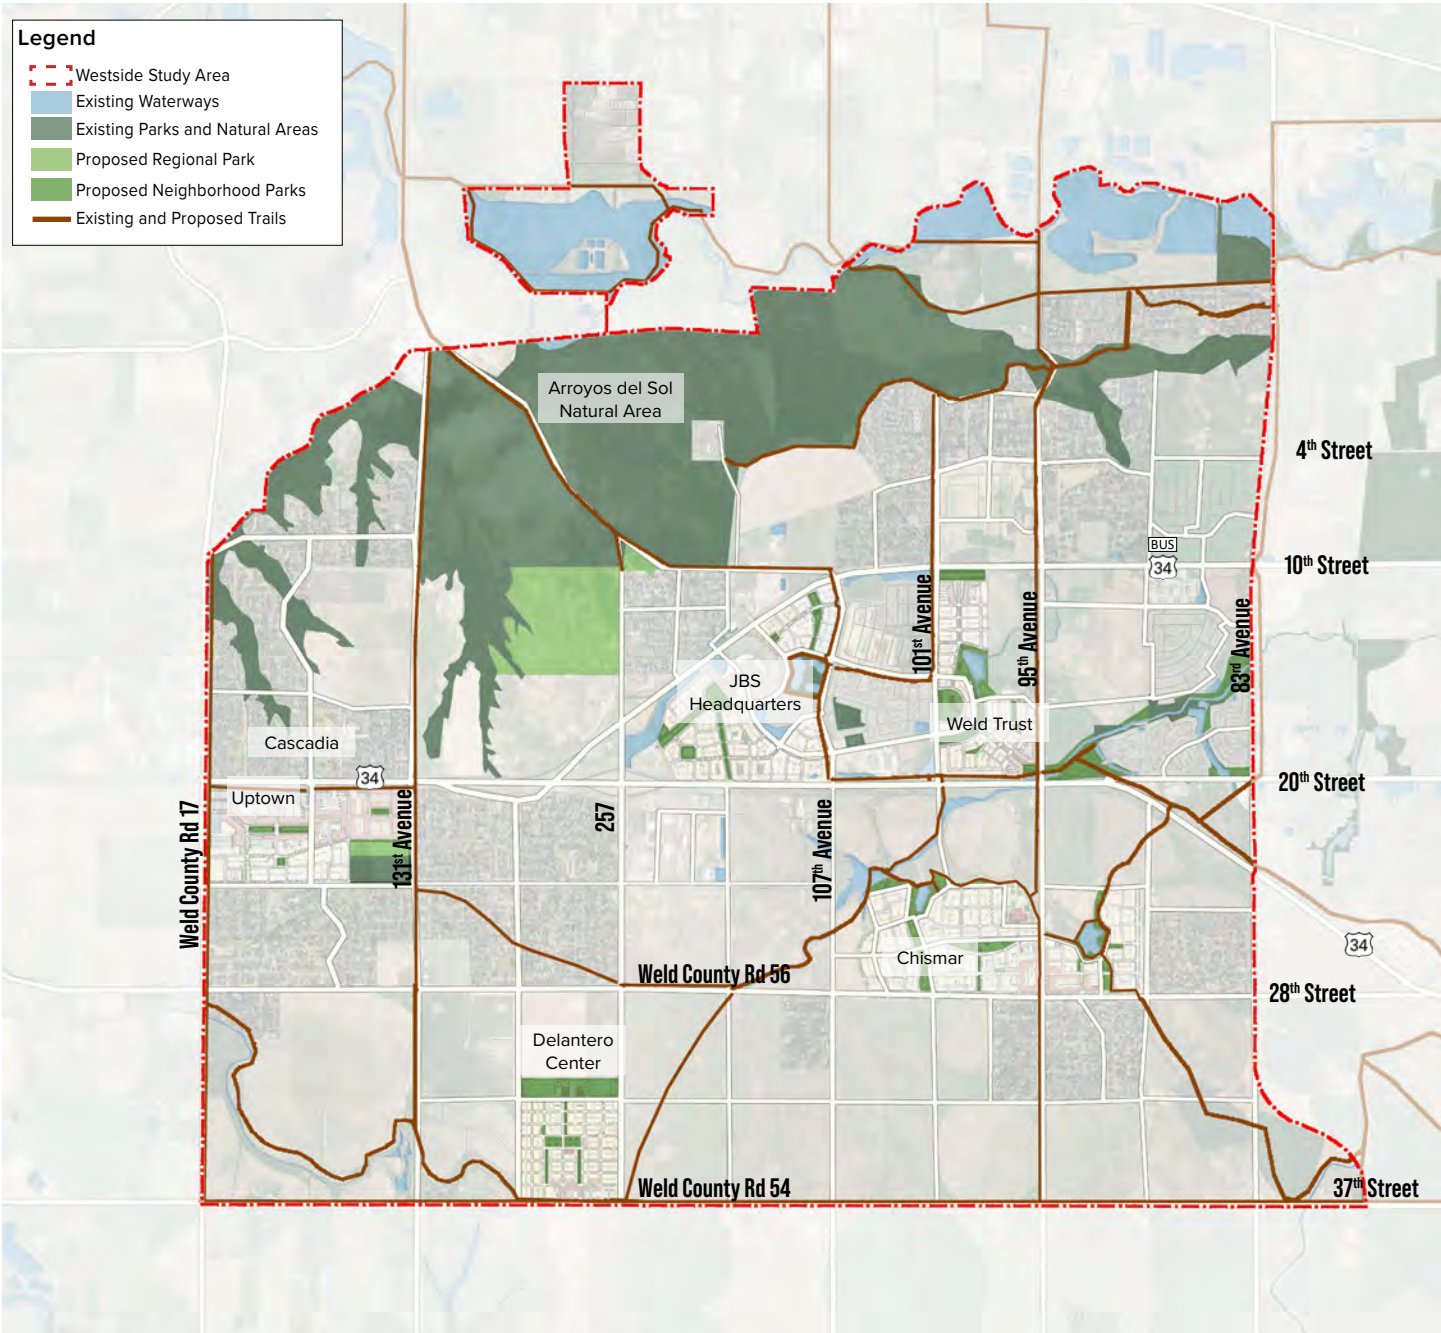 Legend
Westside Study Area
Existing Waterways
Existing Parks and Natural Areas
Proposed Regional Park
Proposed Neighborhood Parks
Existing and Proposed Trails
Arroyos del Sol
Natural Area
4th Street
BUS
34
10th Street
101st Avenue
95th Avenue
83rd Avenue
JBS
Headquarters
Weld Trust
Cascadia
34
Uptown
20th Street
Weld County Rd 17
131st Avenue
257
107th Avenue
34
Chismar
Weld County Rd 56
28th Street
Delantero
Center
Weld County Rd 54
37th Street